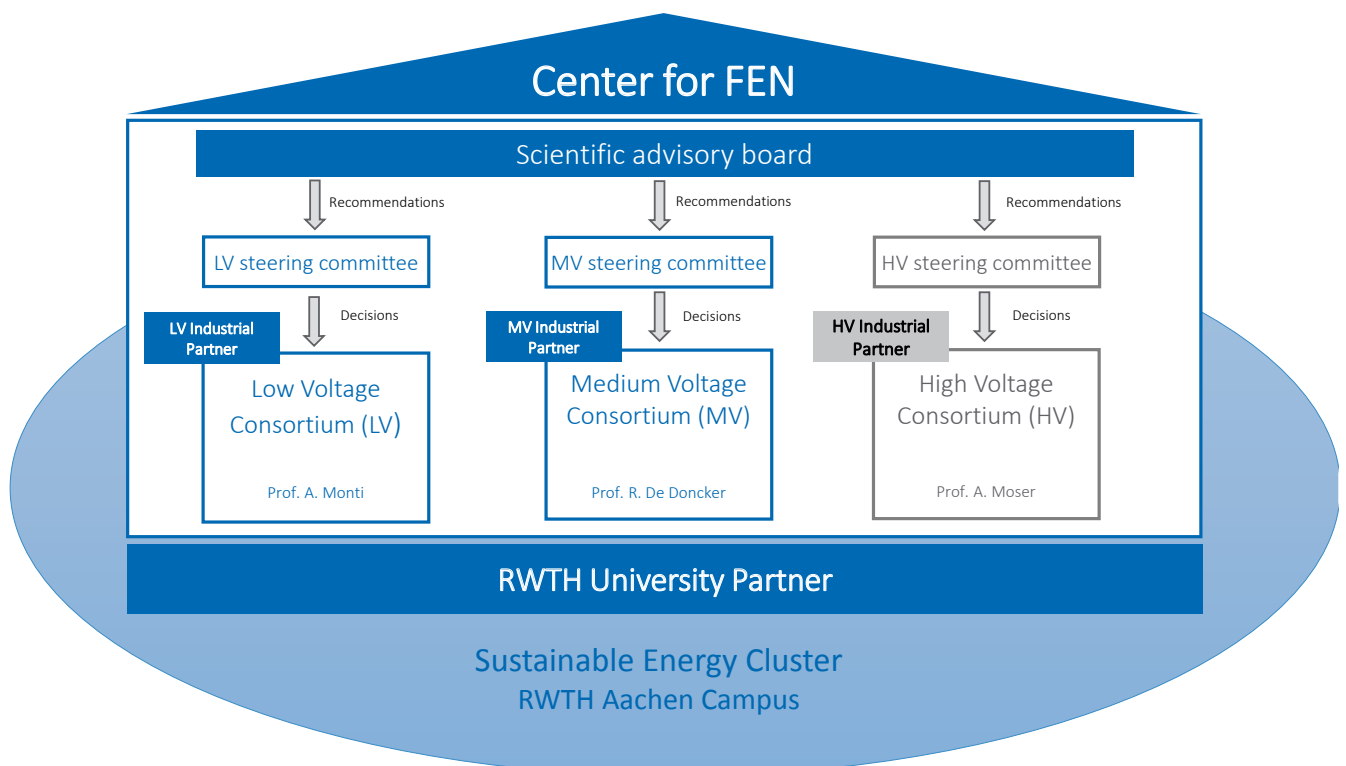 Center for FEN
Scientific advisory board
Recommendations
Recommendations
Recommendations
LV steering committee
MV steering committee
HV steering committee
Decisions
Decisions
Decisions
LV Industrial
Partner
Low Voltage
Consortium (LV)
Prof. A. Monti
MV Industrial
Partner
Medium Voltage
Consortium (MV)
Prof. R. De Doncker
HV Industrial
Partner
High Voltage
Consortium (HV)
Prof. A. Moser
RWTH University Partner
Sustainable Energy Cluster
RWTH Aachen Campus